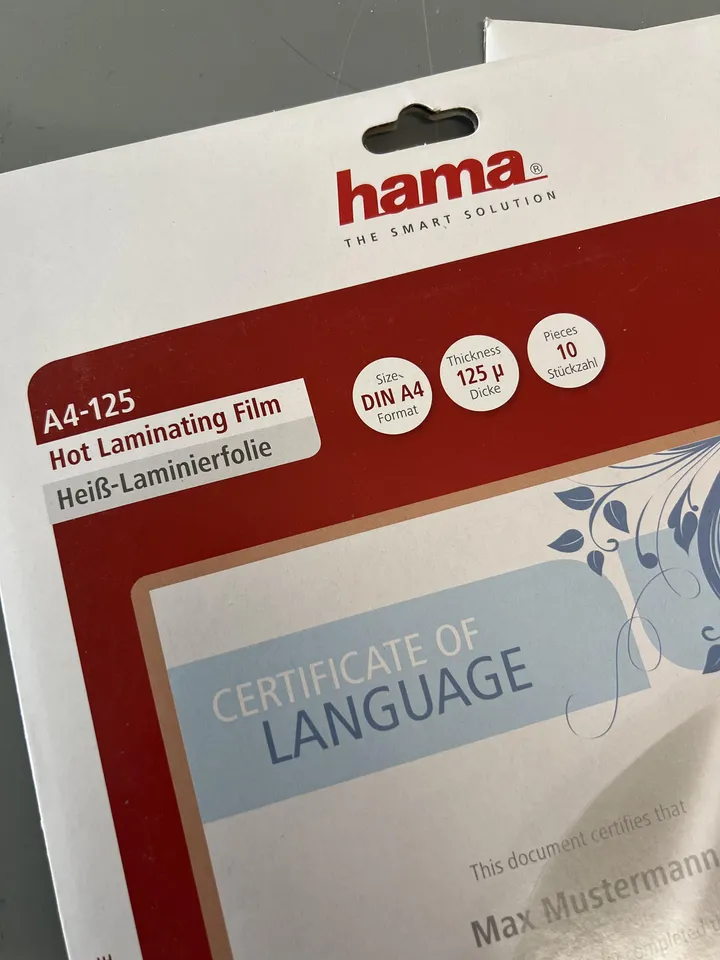 hama®
THE SMART SOLUTION
A4-125
Hot Laminating Film
Heiß-Laminierfolie
Size
DIN A4
Format
Thickness
125 µ
Dicke
Pieces
10
Stückzahl
CERTIFICATE OF
LANGUAGE
This document certifies that
Max Mustermann
completed